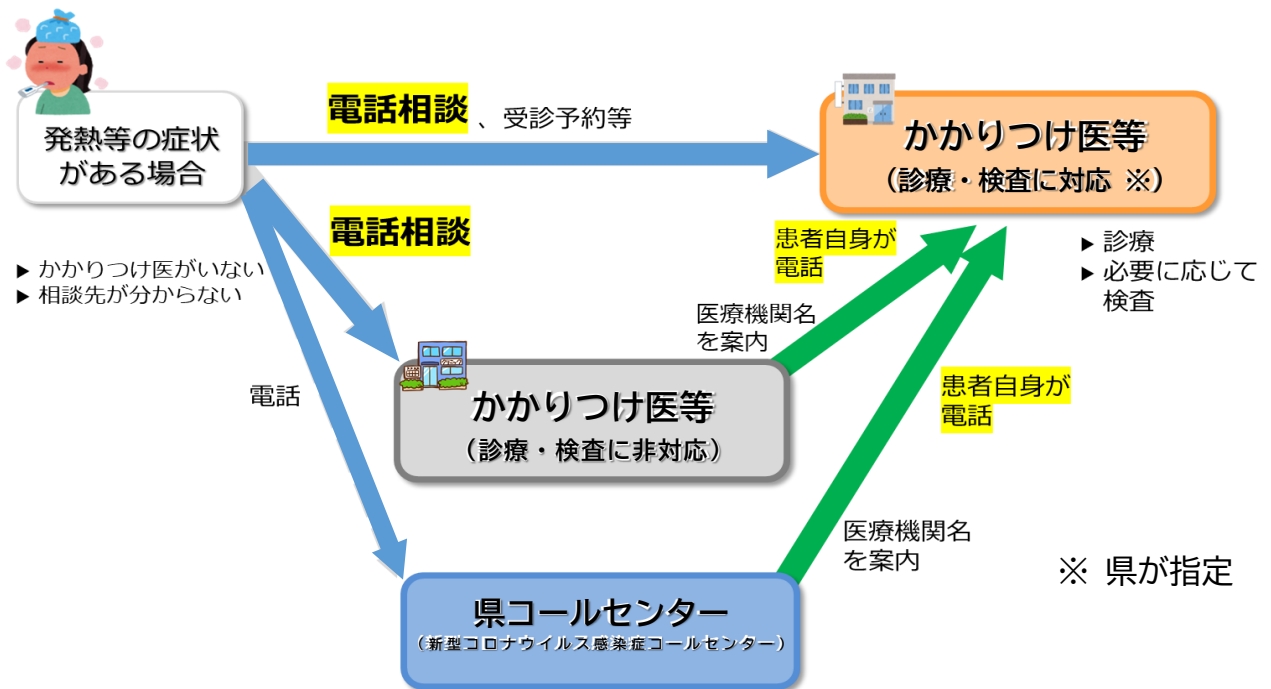 発熱等の症状
がある場合
電話相談 、受診予約等
かかりつけ医等
（診療・検査に対応 ※）
電話相談
▶ かかりつけ医がいない
▶ 相談先が分からない
患者自身が
電話
▶ 診療
▶ 必要に応じて
検査
医療機関名
を案内
電話
かかりつけ医等
（診療・検査に非対応）
患者自身が
電話
医療機関名
を案内
※ 県が指定
県コールセンター
（新型コロナウイルス感染症コールセンター）